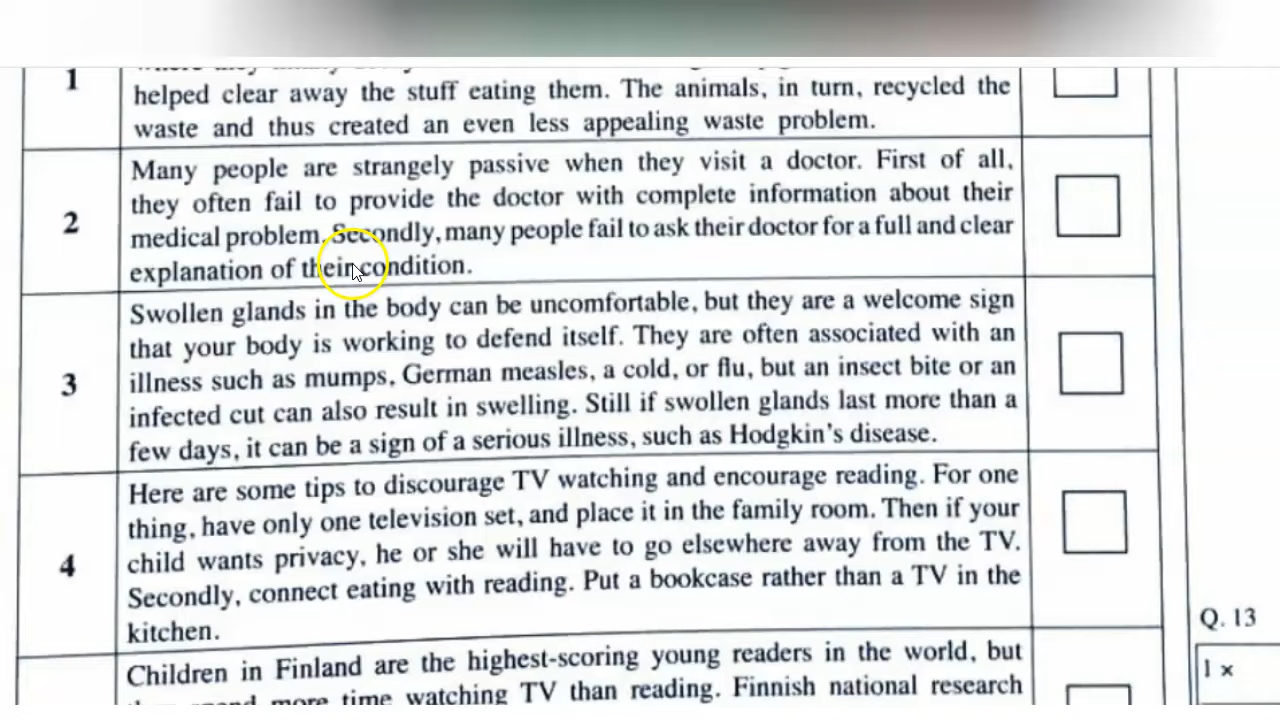 1
helped clear away the stuff eating them. The animals, in turn, recycled the
waste and thus created an even less appealing waste problem.
2
Many people are strangely passive when they visit a doctor. First of all,
they often fail to provide the doctor with complete information about their
medical problem. Secondly, many people fail to ask their doctor for a full and clear
explanation of their condition.
3
Swollen glands in the body can be uncomfortable, but they are a welcome sign
that your body is working to defend itself. They are often associated with an
illness such as mumps, German measles, a cold, or flu, but an insect bite or an
infected cut can also result in swelling. Still if swollen glands last more than a
few days, it can be a sign of a serious illness, such as Hodgkin's disease.
4
Here are some tips to discourage TV watching and encourage reading. For one
thing, have only one television set, and place it in the family room. Then if your
child wants privacy, he or she will have to go elsewhere away from the TV.
Secondly, connect eating with reading. Put a bookcase rather than a TV in the
kitchen.
Children in Finland are the highest-scoring young readers in the world, but
more time watching TV than reading. Finnish national research
Q. 13
1 ×